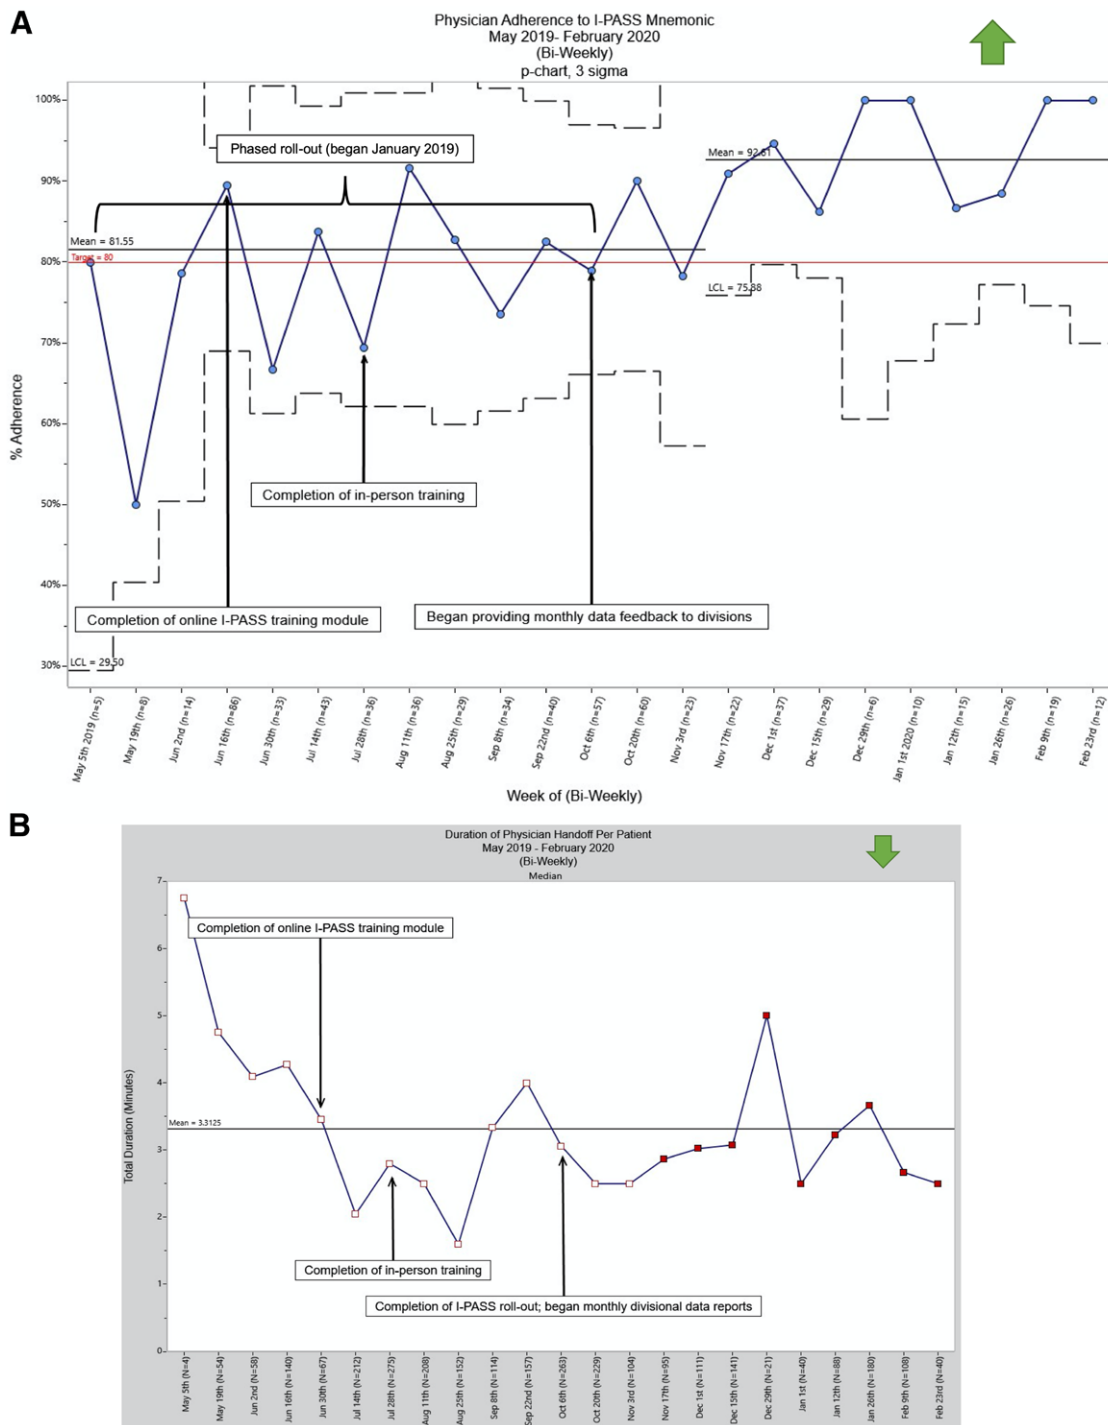 A
Physician Adherence to I-PASS Mnemonic
May 2019- February 2020
(Bi-Weekly)
p-chart, 3 sigma
100%
90%
80%
70%
60%
50%
40%
30%
% Adherence
Phased roll-out (began January 2019)
Mean = 81.55
Target = 80
Mean = 92.61
LCL = 75.88
Completion of in-person training
Completion of online I-PASS training module
Began providing monthly data feedback to divisions
LCL = 29.50
May 5th 2019 (n=5)
May 19th (n=8)
Jun 2nd (n=14)
Jun 16th (n=86)
Jun 30th (n=33)
Jul 14th (n=43)
Jul 28th (n=36)
Aug 11th (n=36)
Aug 25th (n=29)
Sep 8th (n=34)
Sep 22nd (n=40)
Oct 6th (n=57)
Oct 20th (n=60)
Nov 3rd (n=23)
Nov 17th (n=22)
Dec 1st (n=37)
Dec 15th (n=29)
Dec 29th (n=6)
Jan 1st 2020 (n=10)
Jan 12th (n=15)
Jan 26th (n=26)
Feb 9th (n=19)
Feb 23rd (n=12)
Week of (Bi-Weekly)
B
Duration of Physician Handoff Per Patient
May 2019 - February 2020
(Bi-Weekly)
Median
7
6
5
4
3
2
1
0
Total Duration (Minutes)
Completion of online I-PASS training module
Mean = 3.3125
Completion of in-person training
Completion of I-PASS roll-out; began monthly divisional data reports
May 5th (N=4)
May 19th (N=54)
Jun 2nd (N=58)
Jun 16th (N=140)
Jun 30th (N=67)
Jul 14th (N=212)
Jul 28th (N=275)
Aug 11th (N=208)
Aug 25th (N=152)
Sep 8th (N=114)
Sep 22nd (N=157)
Oct 6th (N=263)
Oct 20th (N=229)
Nov 3rd (N=104)
Nov 17th (N=95)
Dec 1st (N=111)
Dec 15th (N=141)
Dec 29th (N=21)
Jan 1st (N=40)
Jan 12th (N=88)
Jan 26th (N=180)
Feb 9th (N=108)
Feb 23rd (N=40)